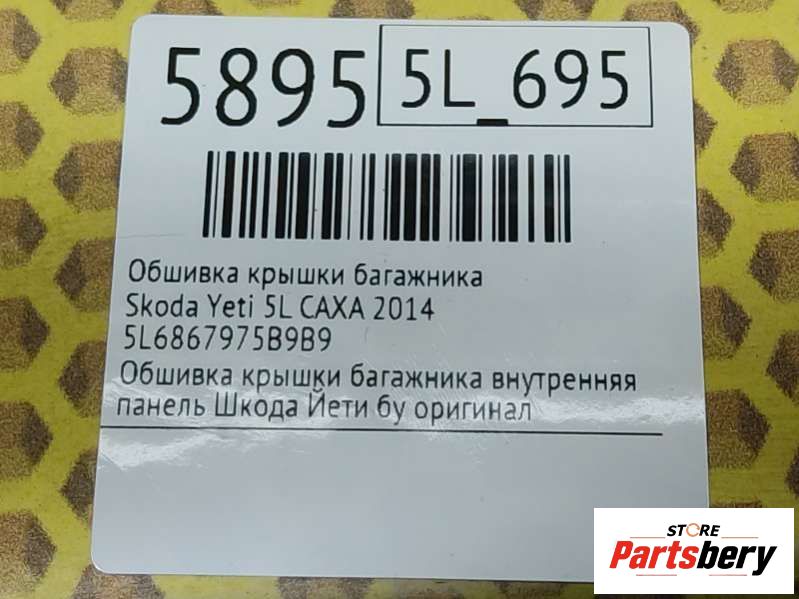 5895 5L_695
Обшивка крышки багажника
Skoda Yeti 5L CAXA 2014
5L6867975B9B9
Обшивка крышки багажника внутренняя
панель Шкода Йети бу оригинал
STORE
Partsbery